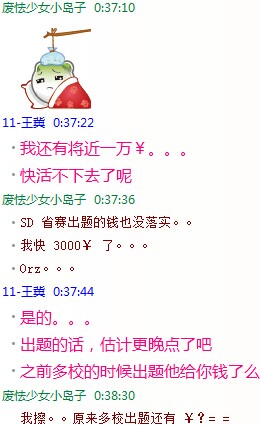 废怯少女小岛子 0:37:10
11-王冀 0:37:22
• 我还有将近一万￥。。。
• 快活不下去了呢
废怯少女小岛子 0:37:36
• SD 省赛出题的钱也没落实。。
• 我快 3000￥ 了。。。
• Orz。。。
11-王冀 0:37:44
• 是的。。。
• 出题的话，估计更晚点了吧
• 之前多校的时候出题他给你钱了么
废怯少女小岛子 0:38:30
我擦。。原来多校出题还有 ￥?= =